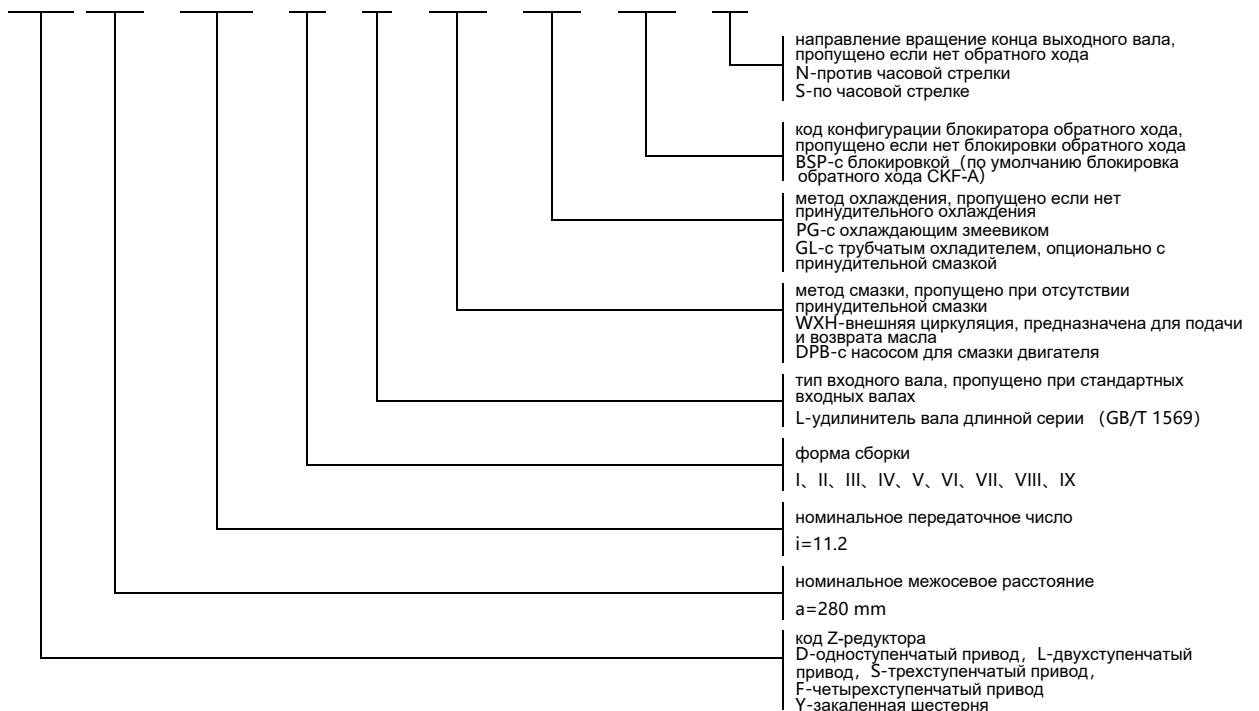 направление вращение конца выходного вала,
пропущено если нет обратного хода
N-против часовой стрелки
S-по часовой стрелке
код конфигурации блокиратора обратного хода,
пропущено если нет блокировки обратного хода
BSP-с блокировкой（по умолчанию блокировка
обратного хода CKF-A）
метод охлаждения, пропущено если нет
принудительного охлаждения
PG-с охлаждающим змеевиком
GL-с трубчатым охладителем, опционально с
принудительной смазкой
метод смазки, пропущено при отсутствии
принудительной смазки
WXH-внешняя циркуляция, предназначена для подачи
и возврата масла
DPB-с насосом для смазки двигателя
тип входного вала, пропущено при стандартных
входных валах
L-удилинитель вала длинной серии （GB/T 1569）
форма сборки
I、II、III、IV、V、VI、VII、VIII、IX
номинальное передаточное число
i=11.2
номинальное межосевое расстояние
a=280 mm
код Z-редуктора
D-одноступенчатый привод，L-двухступенчатый
привод，S-трехступенчатый привод，
F-четырехступенчатый привод
Y-закаленная шестерня